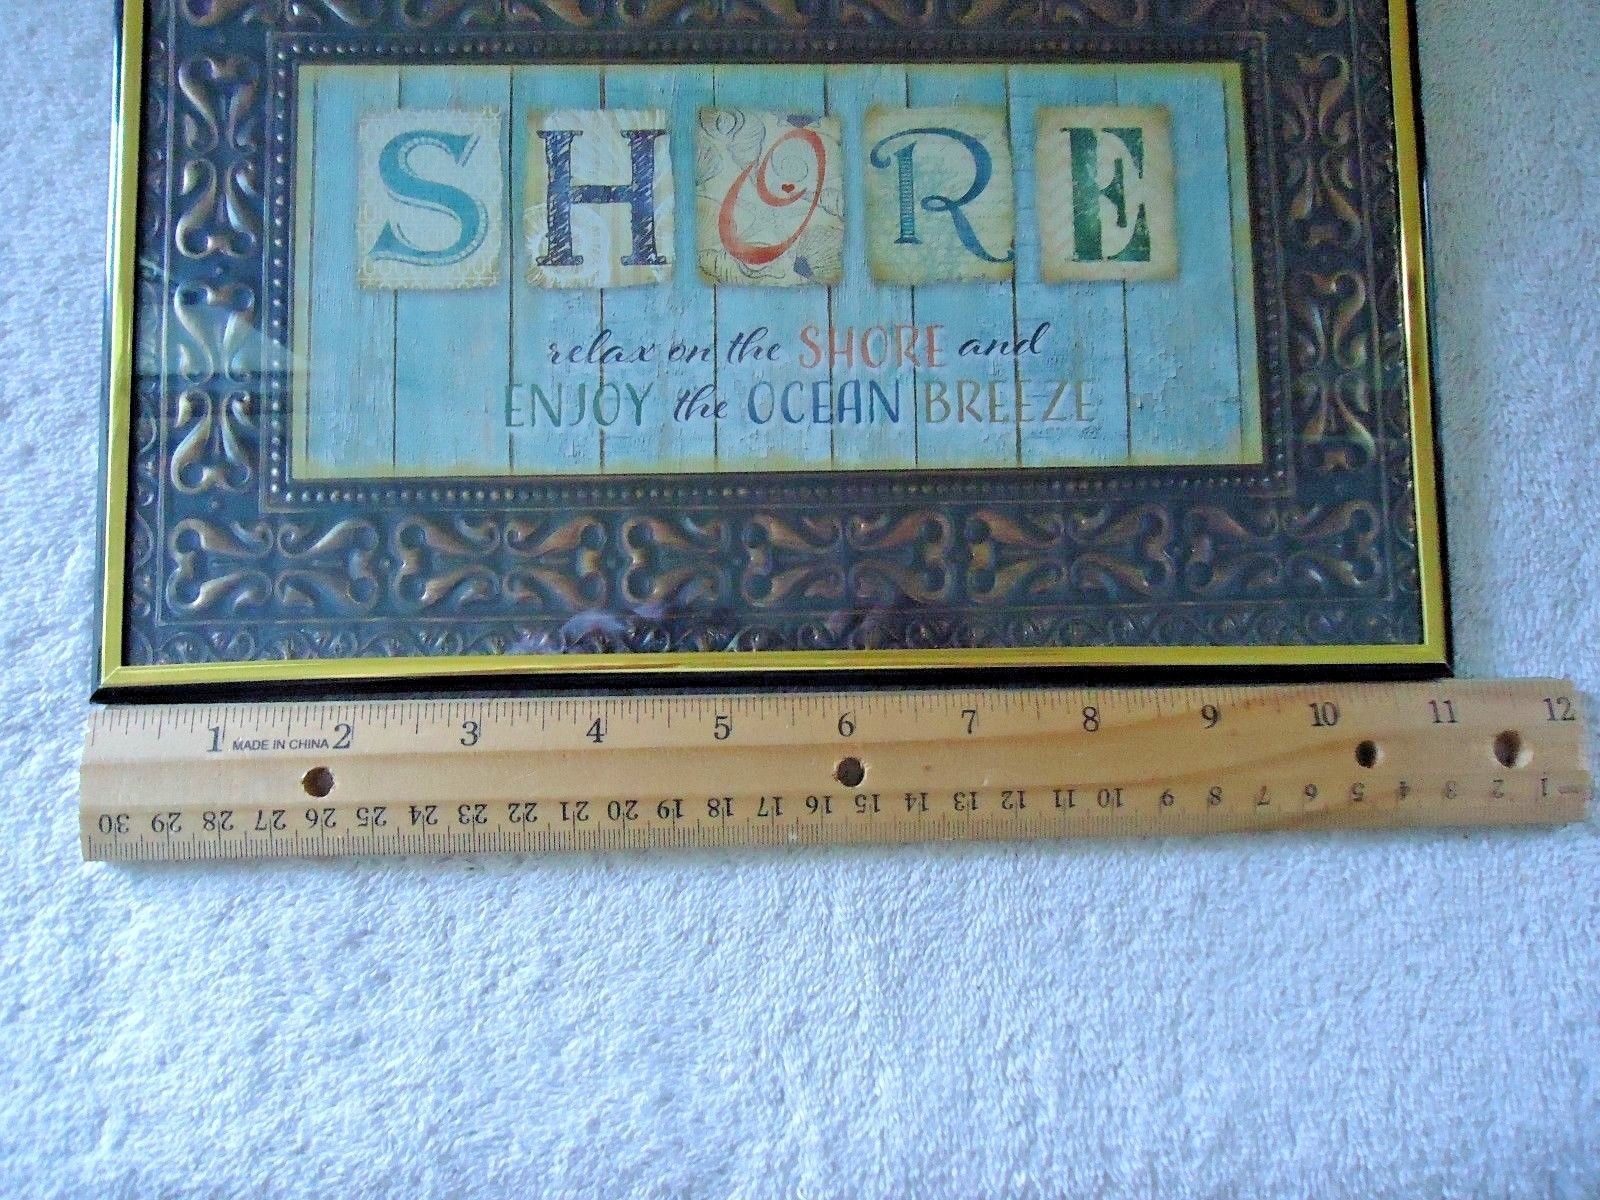 SHORE
relax on the SHORE and
ENJOY the OCEAN BREEZE
1 MADE IN CHINA 2 3 4 5 6 7 8 9 10 11 12
30 29 28 27 26 25 24 23 22 21 20 19 18 17 16 15 14 13 12 11 10 9 8 7 6 5 4 3 2 1